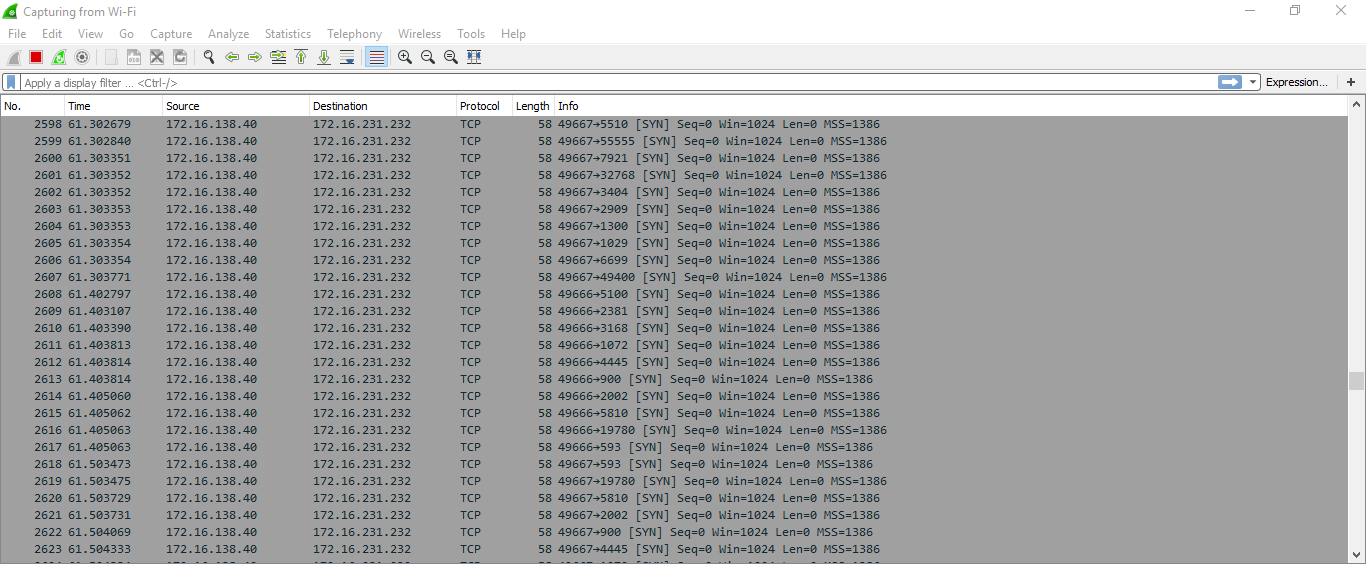 Capturing from Wi-Fi
File Edit View Go Capture Analyze Statistics Telephony Wireless Tools Help
Apply a display filter ... <Ctrl-/> Expression... +
No. Time Source Destination Protocol Length Info
2598 61.302679 172.16.138.40 172.16.231.232 TCP 58 49667→5510 [SYN] Seq=0 Win=1024 Len=0 MSS=1386
2599 61.302840 172.16.138.40 172.16.231.232 TCP 58 49667→55555 [SYN] Seq=0 Win=1024 Len=0 MSS=1386
2600 61.303351 172.16.138.40 172.16.231.232 TCP 58 49667→7921 [SYN] Seq=0 Win=1024 Len=0 MSS=1386
2601 61.303352 172.16.138.40 172.16.231.232 TCP 58 49667→32768 [SYN] Seq=0 Win=1024 Len=0 MSS=1386
2602 61.303352 172.16.138.40 172.16.231.232 TCP 58 49667→3404 [SYN] Seq=0 Win=1024 Len=0 MSS=1386
2603 61.303353 172.16.138.40 172.16.231.232 TCP 58 49667→2909 [SYN] Seq=0 Win=1024 Len=0 MSS=1386
2604 61.303353 172.16.138.40 172.16.231.232 TCP 58 49667→1300 [SYN] Seq=0 Win=1024 Len=0 MSS=1386
2605 61.303354 172.16.138.40 172.16.231.232 TCP 58 49667→1029 [SYN] Seq=0 Win=1024 Len=0 MSS=1386
2606 61.303354 172.16.138.40 172.16.231.232 TCP 58 49667→6699 [SYN] Seq=0 Win=1024 Len=0 MSS=1386
2607 61.303771 172.16.138.40 172.16.231.232 TCP 58 49667→49400 [SYN] Seq=0 Win=1024 Len=0 MSS=1386
2608 61.402797 172.16.138.40 172.16.231.232 TCP 58 49666→5100 [SYN] Seq=0 Win=1024 Len=0 MSS=1386
2609 61.403107 172.16.138.40 172.16.231.232 TCP 58 49666→2381 [SYN] Seq=0 Win=1024 Len=0 MSS=1386
2610 61.403390 172.16.138.40 172.16.231.232 TCP 58 49666→3168 [SYN] Seq=0 Win=1024 Len=0 MSS=1386
2611 61.403813 172.16.138.40 172.16.231.232 TCP 58 49666→1072 [SYN] Seq=0 Win=1024 Len=0 MSS=1386
2612 61.403814 172.16.138.40 172.16.231.232 TCP 58 49666→4445 [SYN] Seq=0 Win=1024 Len=0 MSS=1386
2613 61.403814 172.16.138.40 172.16.231.232 TCP 58 49666→900 [SYN] Seq=0 Win=1024 Len=0 MSS=1386
2614 61.405060 172.16.138.40 172.16.231.232 TCP 58 49666→2002 [SYN] Seq=0 Win=1024 Len=0 MSS=1386
2615 61.405062 172.16.138.40 172.16.231.232 TCP 58 49666→5810 [SYN] Seq=0 Win=1024 Len=0 MSS=1386
2616 61.405063 172.16.138.40 172.16.231.232 TCP 58 49666→19780 [SYN] Seq=0 Win=1024 Len=0 MSS=1386
2617 61.405063 172.16.138.40 172.16.231.232 TCP 58 49666→593 [SYN] Seq=0 Win=1024 Len=0 MSS=1386
2618 61.503473 172.16.138.40 172.16.231.232 TCP 58 49667→593 [SYN] Seq=0 Win=1024 Len=0 MSS=1386
2619 61.503475 172.16.138.40 172.16.231.232 TCP 58 49667→19780 [SYN] Seq=0 Win=1024 Len=0 MSS=1386
2620 61.503729 172.16.138.40 172.16.231.232 TCP 58 49667→5810 [SYN] Seq=0 Win=1024 Len=0 MSS=1386
2621 61.503731 172.16.138.40 172.16.231.232 TCP 58 49667→2002 [SYN] Seq=0 Win=1024 Len=0 MSS=1386
2622 61.504069 172.16.138.40 172.16.231.232 TCP 58 49667→900 [SYN] Seq=0 Win=1024 Len=0 MSS=1386
2623 61.504333 172.16.138.40 172.16.231.232 TCP 58 49667→4445 [SYN] Seq=0 Win=1024 Len=0 MSS=1386